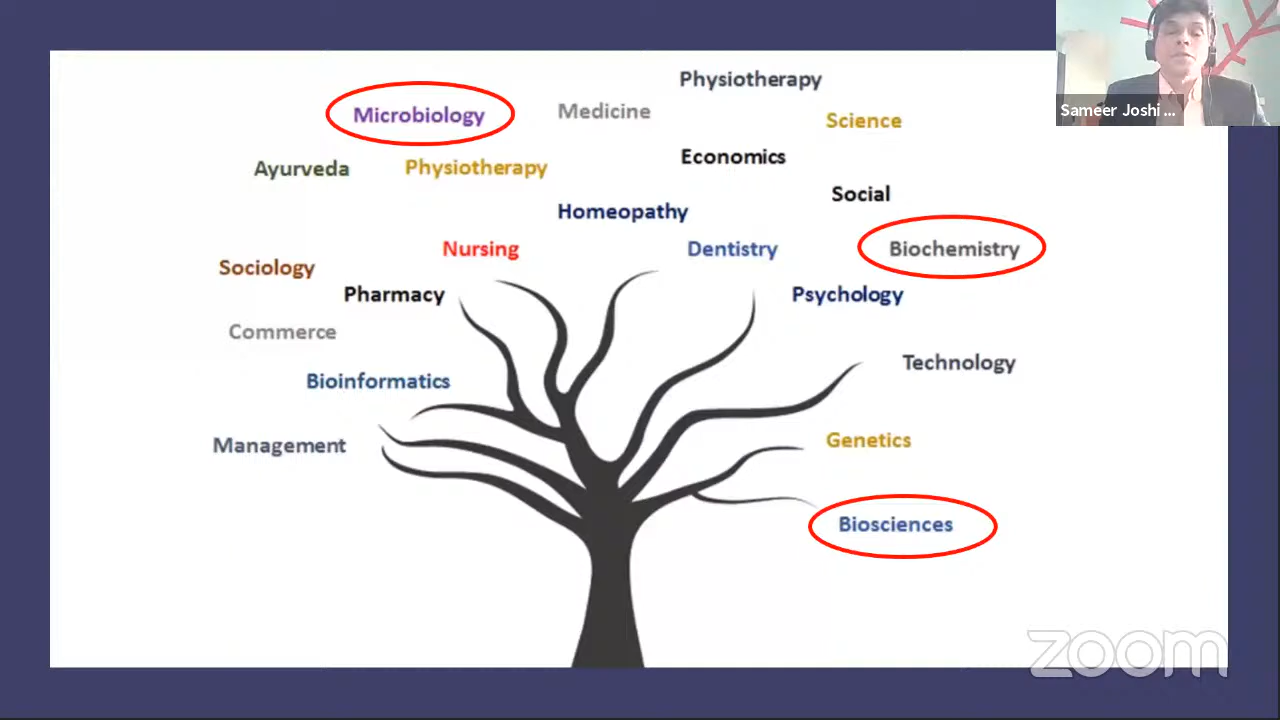 Physiotherapy
Microbiology
Medicine
Science
Sameer Joshi ...
Ayurveda
Physiotherapy
Economics
Social
Homeopathy
Nursing
Dentistry
Biochemistry
Sociology
Pharmacy
Psychology
Commerce
Technology
Bioinformatics
Management
Genetics
Biosciences
zoom